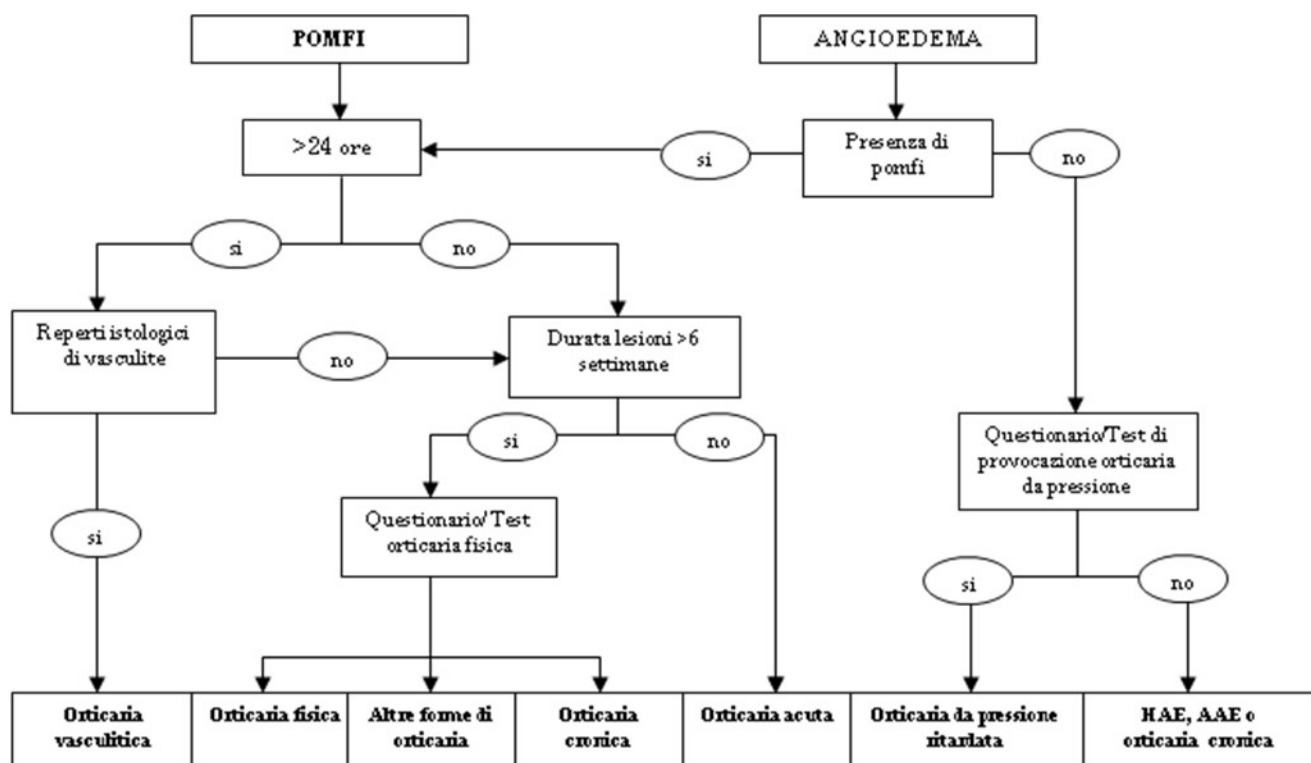 POMFI
ANGIOEDEMA
>24 ore
si
Presenza di
pomfi
no
si
no
Reperti istologici
di vasculite
no
Durata lesioni >6
settimane
si
no
Questionario/Test di
provocazione orticaria
da pressione
si
Questionario/Test
orticaria fisica
si
no
Orticaria
vasculitica
Orticaria fisica
Altre forme di
orticaria
Orticaria
cronica
Orticaria acuta
Orticaria da pressione
ritardata
HAE, AAE o
orticaria cronica